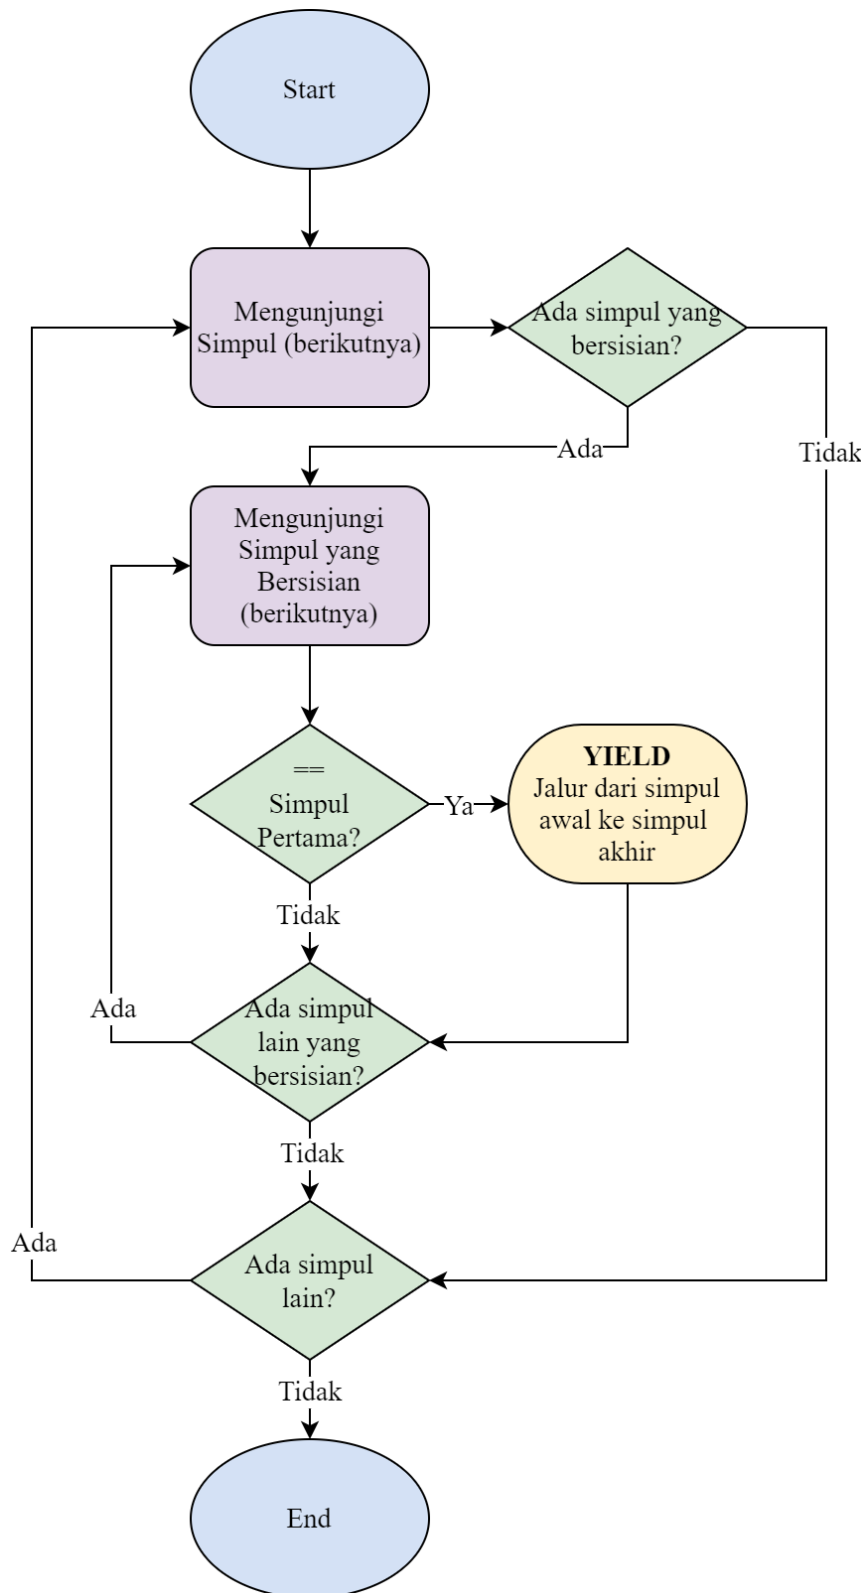 Start
Mengunjungi
Simpul (berikutnya)
Ada simpul yang
bersisian?
Ada
Tidak
Mengunjungi
Simpul yang
Bersisian
(berikutnya)
==
Simpul
Pertama?
Ya
YIELD
Jalur dari simpul
awal ke simpul
akhir
Tidak
Ada
Ada simpul
lain yang
bersisian?
Tidak
Ada
Ada simpul
lain?
Tidak
End